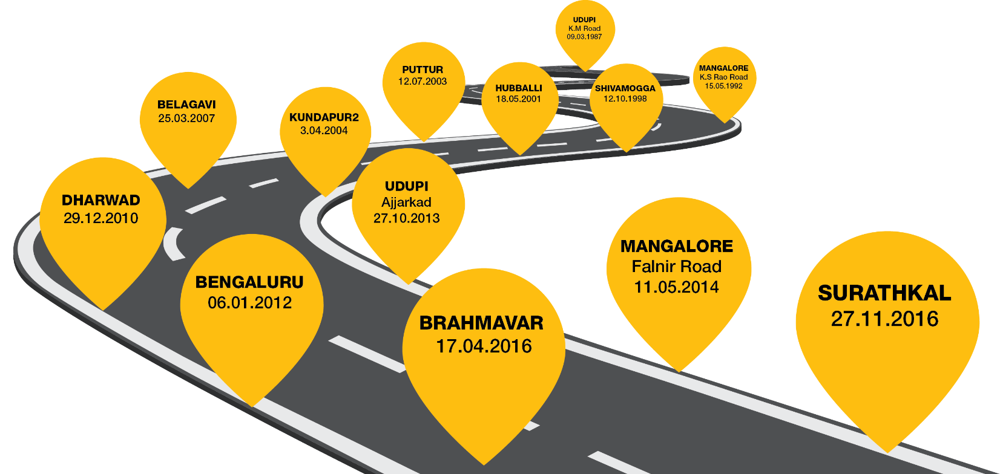 UDUPI
K.M Road
09.03.1987
MANGALORE
K.S Rao Road
15.05.1992
SHIVAMOGGA
12.10.1998
HUBBALLI
18.05.2001
PUTTUR
12.07.2003
KUNDAPUR2
3.04.2004
BELAGAVI
25.03.2007
DHARWAD
29.12.2010
BENGALURU
06.01.2012
UDUPI
Ajjarkad
27.10.2013
MANGALORE
Falnir Road
11.05.2014
BRAHMAVAR
17.04.2016
SURATHKAL
27.11.2016